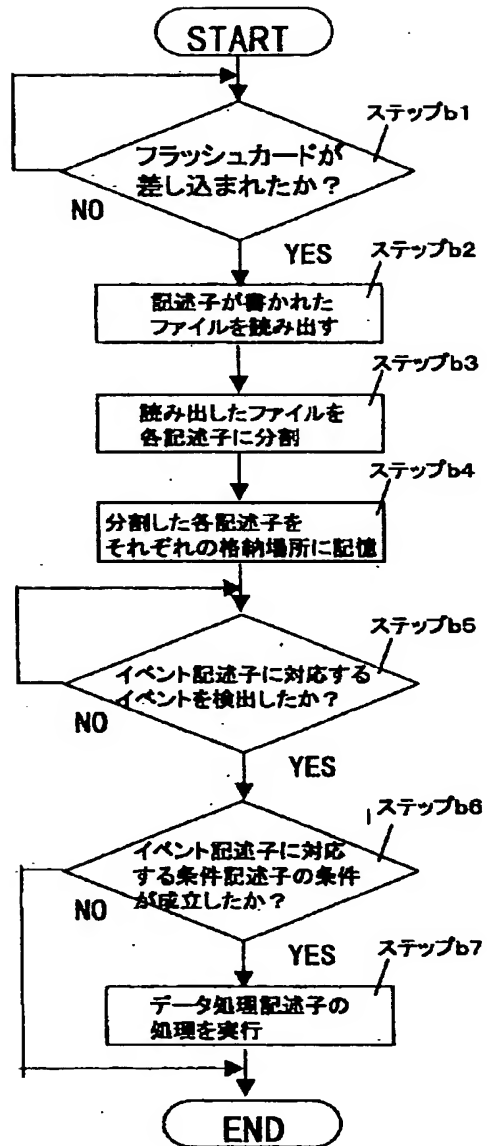 START
ステップb1
フラッシュカードが
差し込まれたか？
NO
YES
ステップb2
記述子が書かれた
ファイルを読み出す
ステップb3
読み出したファイルを
各記述子に分割
ステップb4
分割した各記述子を
それぞれの格納場所に記憶
ステップb5
イベント記述子に対応する
イベントを検出したか？
NO
YES
ステップb6
イベント記述子に対応
する条件記述子の条件
が成立したか？
NO
YES
ステップb7
データ処理記述子の
処理を実行
END